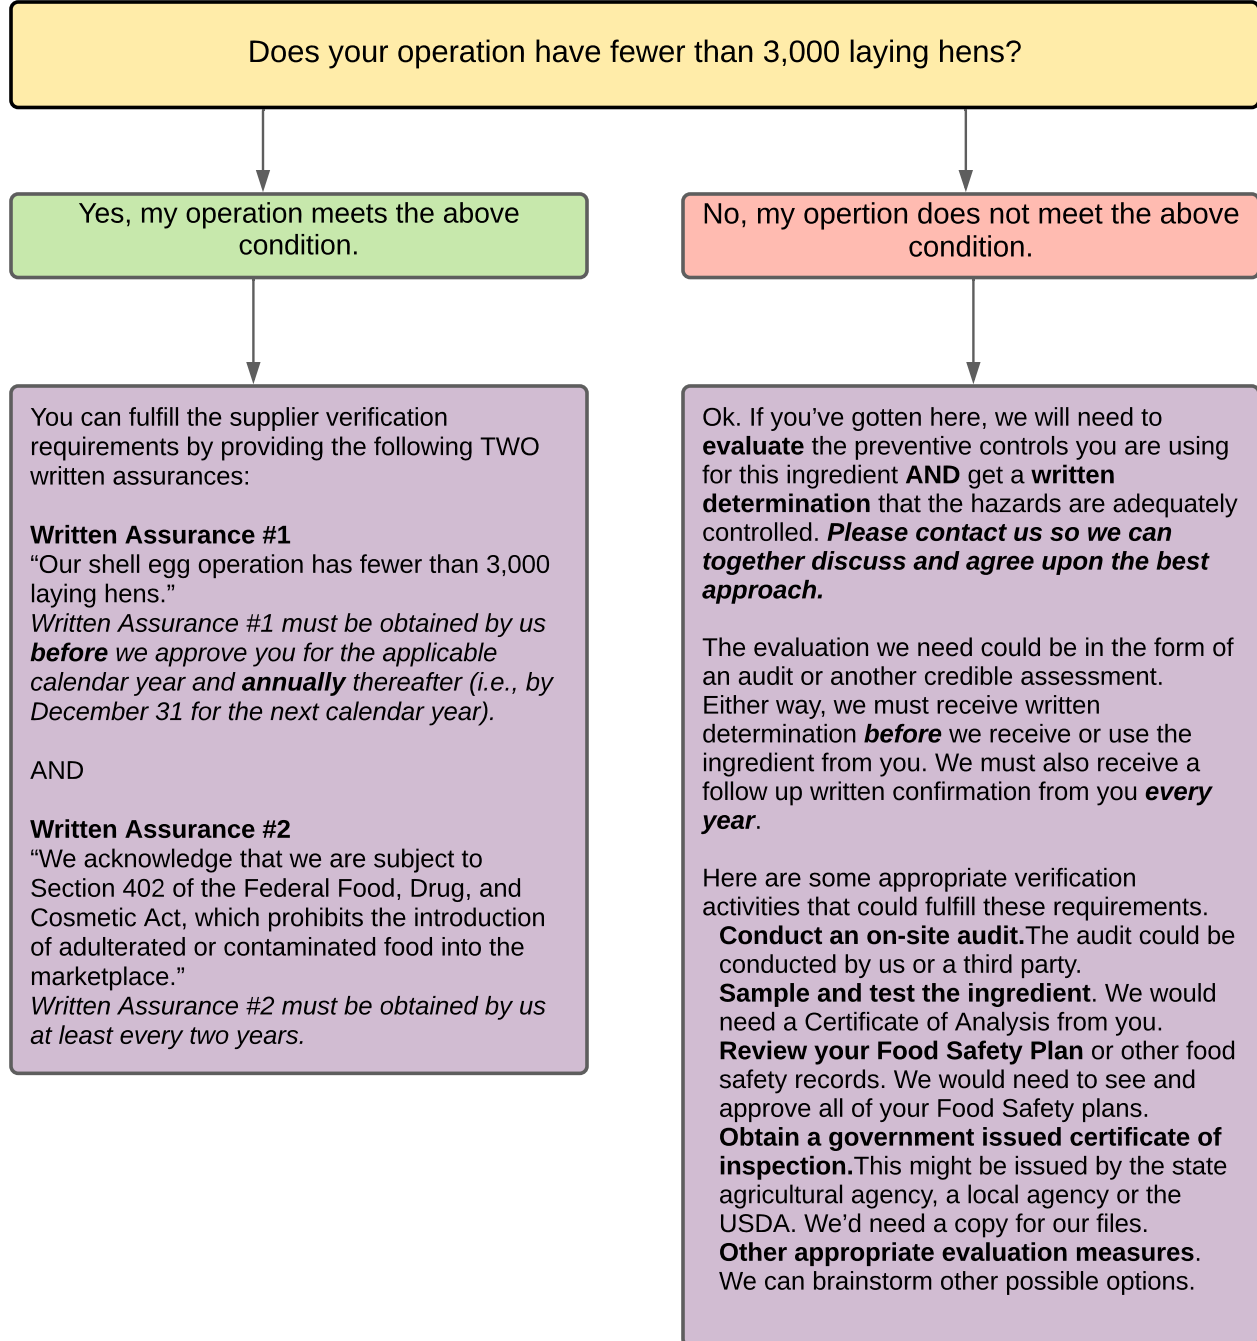 Does your operation have fewer than 3,000 laying hens?
Yes, my operation meets the above
condition.
No, my opertion does not meet the above
condition.
You can fulfill the supplier verification
requirements by providing the following TWO
written assurances:
Written Assurance #1
“Our shell egg operation has fewer than 3,000
laying hens.”
Written Assurance #1 must be obtained by us
before we approve you for the applicable
calendar year and annually thereafter (i.e., by
December 31 for the next calendar year).
AND
Written Assurance #2
“We acknowledge that we are subject to
Section 402 of the Federal Food, Drug, and
Cosmetic Act, which prohibits the introduction
of adulterated or contaminated food into the
marketplace.”
Written Assurance #2 must be obtained by us
at least every two years.
Ok. If you’ve gotten here, we will need to
evaluate the preventive controls you are using
for this ingredient AND get a written
determination that the hazards are adequately
controlled. Please contact us so we can
together discuss and agree upon the best
approach.
The evaluation we need could be in the form of
an audit or another credible assessment.
Either way, we must receive written
determination before we receive or use the
ingredient from you. We must also receive a
follow up written confirmation from you every
year.
Here are some appropriate verification
activities that could fulfill these requirements.
Conduct an on-site audit.The audit could be
conducted by us or a third party.
Sample and test the ingredient. We would
need a Certificate of Analysis from you.
Review your Food Safety Plan or other food
safety records. We would need to see and
approve all of your Food Safety plans.
Obtain a government issued certificate of
inspection.This might be issued by the state
agricultural agency, a local agency or the
USDA. We’d need a copy for our files.
Other appropriate evaluation measures.
We can brainstorm other possible options.